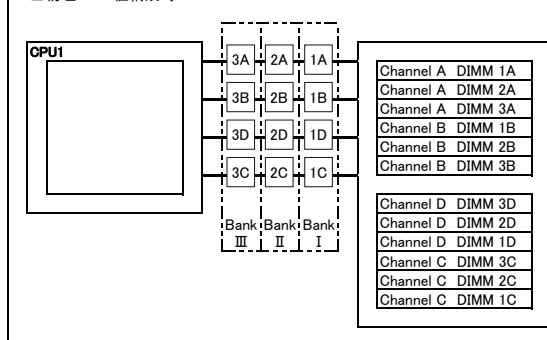 CPU1
3A 2A 1A
3B 2B 1B
3D 2D 1D
3C 2C 1C
Bank Ⅲ
Bank Ⅱ
Bank Ⅰ
Channel A DIMM 1A
Channel A DIMM 2A
Channel A DIMM 3A
Channel B DIMM 1B
Channel B DIMM 2B
Channel B DIMM 3B
Channel D DIMM 3D
Channel D DIMM 2D
Channel D DIMM 1D
Channel C DIMM 3C
Channel C DIMM 2C
Channel C DIMM 1C